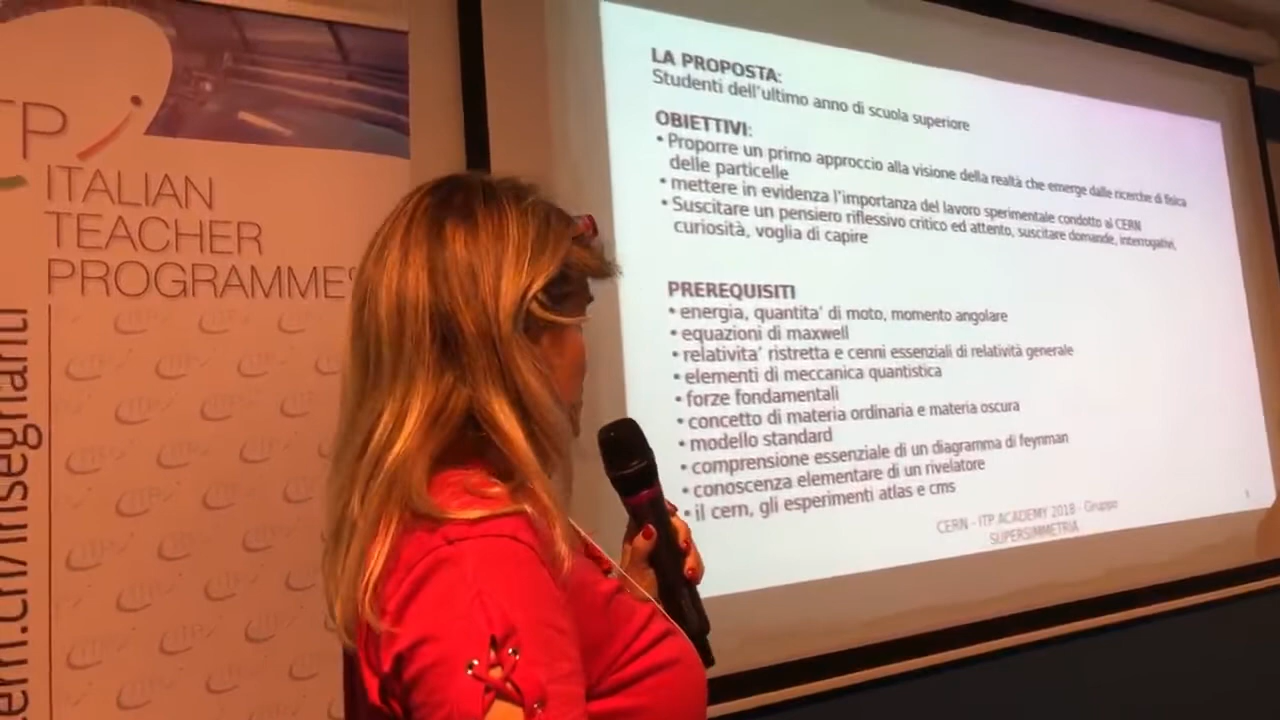 TP
ITALIAN
TEACHER
PROGRAMMES
ern.ch/insegnanti
LA PROPOSTA:
Studenti dell'ultimo anno di scuola superiore
OBIETTIVI:
• Proporre un primo approccio alla visione della realtà che emerge dalle ricerche di fisica
delle particelle
• mettere in evidenza l'importanza del lavoro sperimentale condotto al CERN
• Suscitare un pensiero riflessivo critico ed attento, suscitare domande, interrogativi,
curiosità, voglia di capire
PREREQUISITI
• energia, quantita' di moto, momento angolare
• equazioni di maxwell
• relativita' ristretta e cenni essenziali di relatività generale
• elementi di meccanica quantistica
• forze fondamentali
• concetto di materia ordinaria e materia oscura
• modello standard
• comprensione essenziale di un diagramma di feynman
• conoscenza elementare di un rivelatore
• il cern, gli esperimenti atlas e cms
CERN - ITP ACADEMY 2018 - Gruppo
SUPERSIMMETRIA